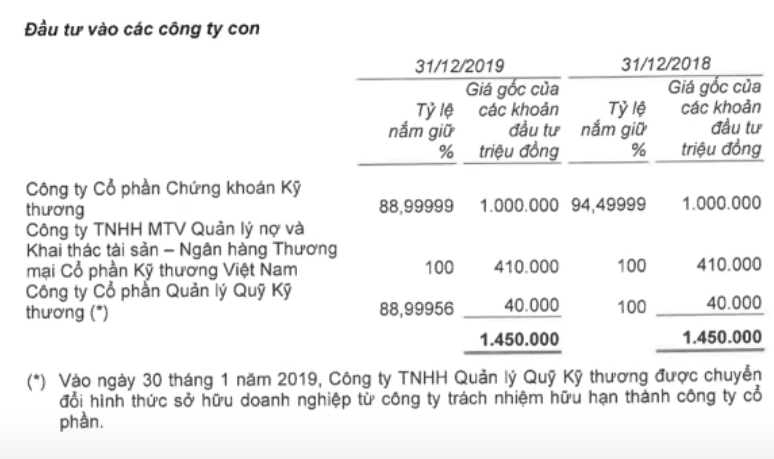 Đầu tư vào các công ty con
31/12/2019 31/12/2018
Giá gốc của Giá gốc của
Tỷ lệ các khoản Tỷ lệ các khoản
nắm giữ đầu tư nắm giữ đầu tư
% triệu đồng % triệu đồng
Công ty Cổ phần Chứng khoán Kỹ
thương 88,99999 1.000.000 94,49999 1.000.000
Công ty TNHH MTV Quản lý nợ và
Khai thác tài sản – Ngân hàng Thương
mại Cổ phần Kỹ thương Việt Nam 100 410.000 100 410.000
Công ty Cổ phần Quản lý Quỹ Kỹ
thương (*) 88,99956 40.000 100 40.000
1.450.000 1.450.000
(*) Vào ngày 30 tháng 1 năm 2019, Công ty TNHH Quản lý Quỹ Kỹ thương được chuyển
đổi hình thức sở hữu doanh nghiệp từ công ty trách nhiệm hữu hạn thành công ty cổ
phần.